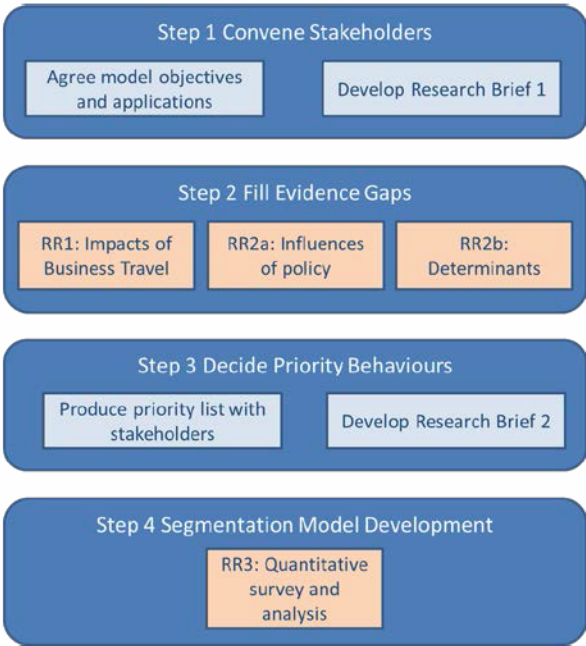 Step 1 Convene Stakeholders
Agree model objectives
and applications
Develop Research Brief 1
Step 2 Fill Evidence Gaps
RR1: Impacts of
Business Travel
RR2a: Influences
of policy
RR2b:
Determinants
Step 3 Decide Priority Behaviours
Produce priority list with
stakeholders
Develop Research Brief 2
Step 4 Segmentation Model Development
RR3: Quantitative
survey and
analysis